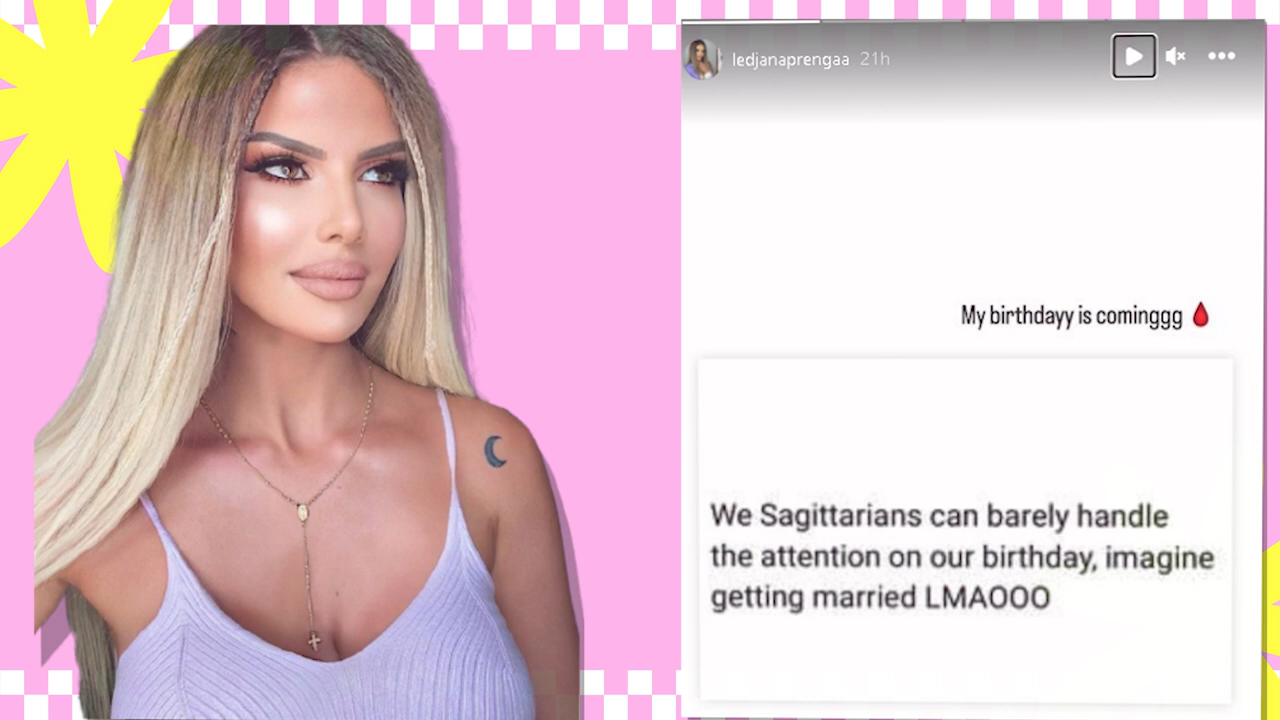 ledjanaprengaa 21h
My birthdayy is cominggg 🩸
We Sagittarians can barely handle
the attention on our birthday, imagine
getting married LMAOOO